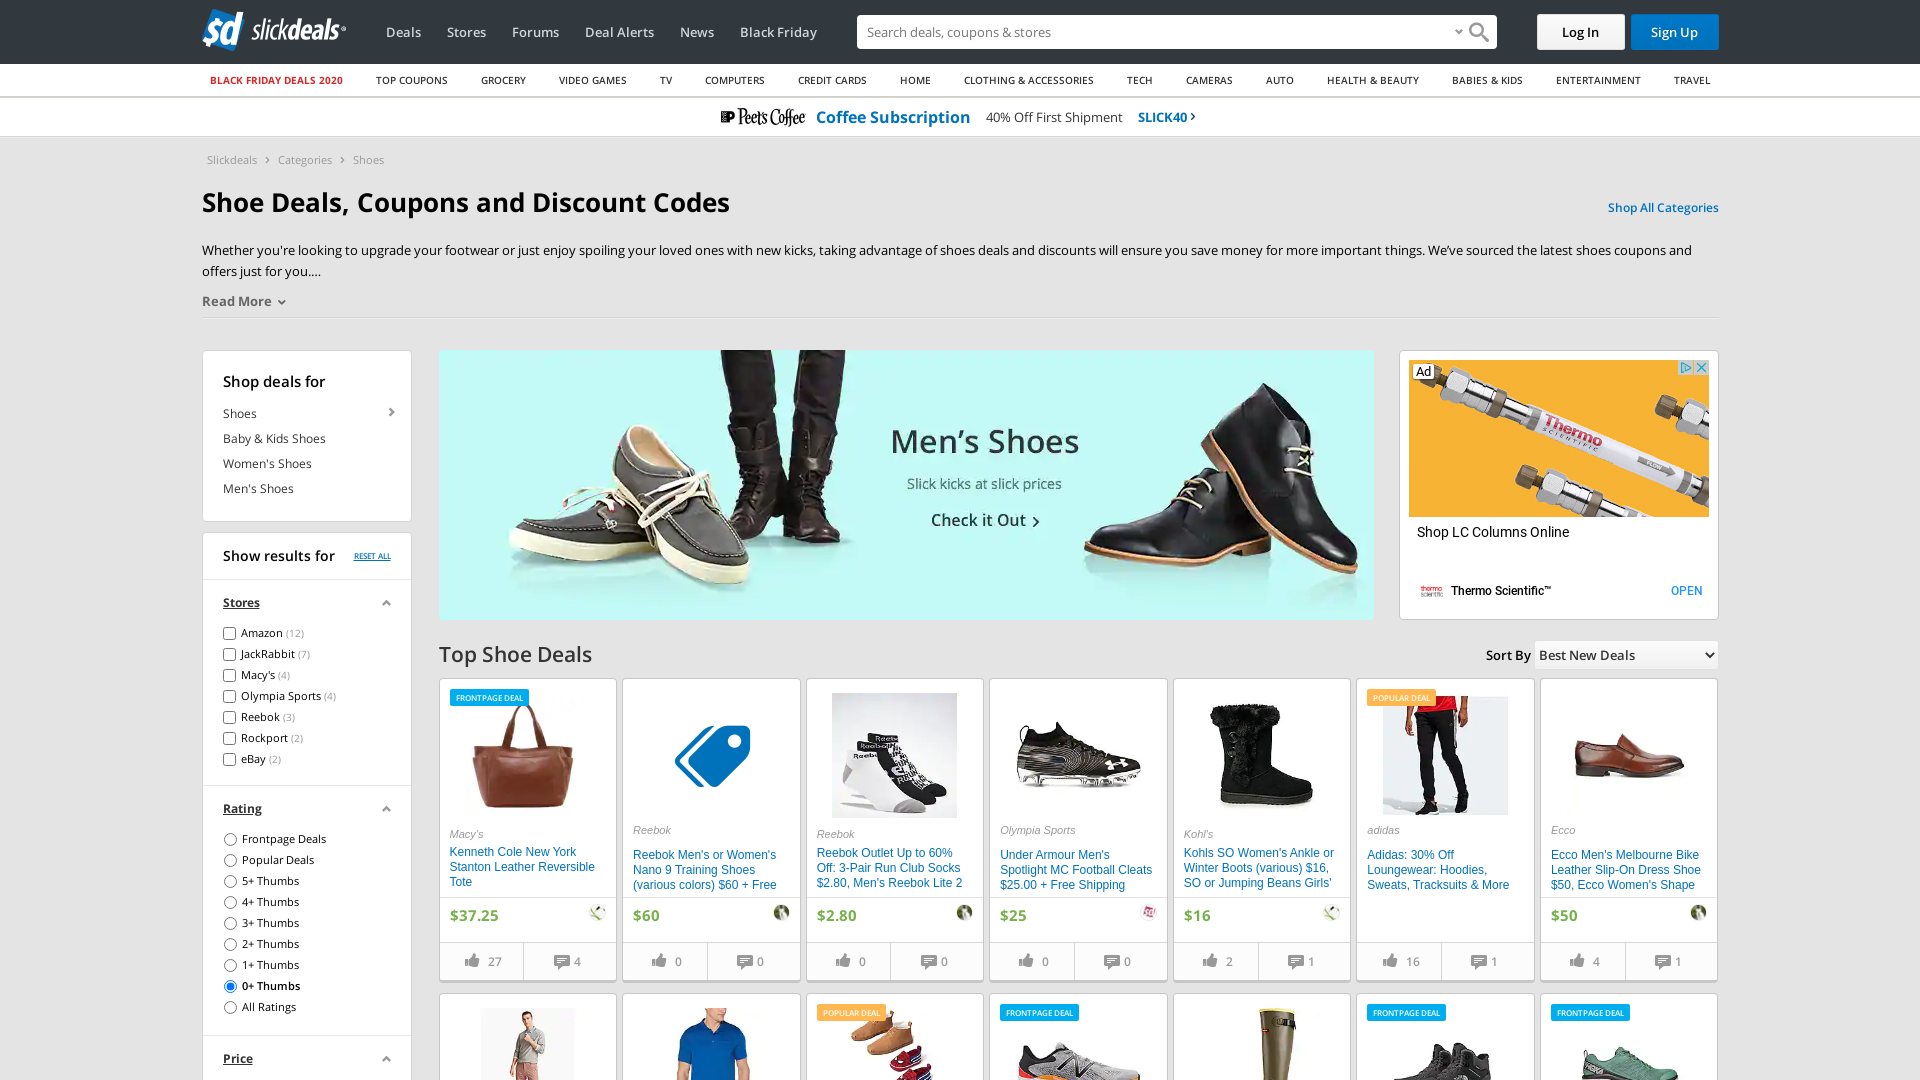 slickdeals
Deals
Stores
Forums
Deal Alerts
News
Black Friday
Search deals, coupons & stores
Log In
Sign Up
BLACK FRIDAY DEALS 2020
TOP COUPONS
GROCERY
VIDEO GAMES
TV
COMPUTERS
CREDIT CARDS
HOME
CLOTHING & ACCESSORIES
TECH
CAMERAS
AUTO
HEALTH & BEAUTY
BABIES & KIDS
ENTERTAINMENT
TRAVEL
Peet's Coffee Coffee Subscription 40% Off First Shipment SLICK40
Slickdeals
Categories
Shoes
Shoe Deals, Coupons and Discount Codes
Shop All Categories
Whether you're looking to upgrade your footwear or just enjoy spoiling your loved ones with new kicks, taking advantage of shoes deals and discounts will ensure you save money for more important things. We’ve sourced the latest shoes coupons and
offers just for you....
Read More
Shop deals for
Shoes
Baby & Kids Shoes
Women's Shoes
Men's Shoes
Show results for
RESET ALL
Stores
Amazon (12)
JackRabbit (7)
Macy's (4)
Olympia Sports (4)
Reebok (3)
Rockport (2)
eBay (2)
Rating
Frontpage Deals
Popular Deals
5+ Thumbs
4+ Thumbs
3+ Thumbs
2+ Thumbs
1+ Thumbs
0+ Thumbs
All Ratings
Price
Men’s Shoes
Slick kicks at slick prices
Check it Out
Ad
Thermo
SCIENTIFIC
FLOW
Shop LC Columns Online
thermo
scientific
Thermo Scientific™
OPEN
Top Shoe Deals
Sort By
Best New Deals
FRONTPAGE DEAL
Macy's
Kenneth Cole New York
Stanton Leather Reversible
Tote
$37.25
27
4
Reebok
Reebok Men's or Women's
Nano 9 Training Shoes
(various colors) $60 + Free
$60
0
0
Reebok
Reebok
Reebok
Reebok
Reebok Outlet Up to 60%
Off: 3-Pair Run Club Socks
$2.80, Men's Reebok Lite 2
$2.80
0
0
Olympia Sports
Under Armour Men's
Spotlight MC Football Cleats
$25.00 + Free Shipping
$25
0
0
Kohl's
Kohls SO Women's Ankle or
Winter Boots (various) $16,
SO or Jumping Beans Girls'
$16
2
1
POPULAR DEAL
adidas
Adidas: 30% Off
Loungewear: Hoodies,
Sweats, Tracksuits & More
16
1
Ecco
Ecco Men's Melbourne Bike
Leather Slip-On Dress Shoe
$50, Ecco Women's Shape
$50
4
1
POPULAR DEAL
FRONTPAGE DEAL
FRONTPAGE DEAL
FRONTPAGE DEAL